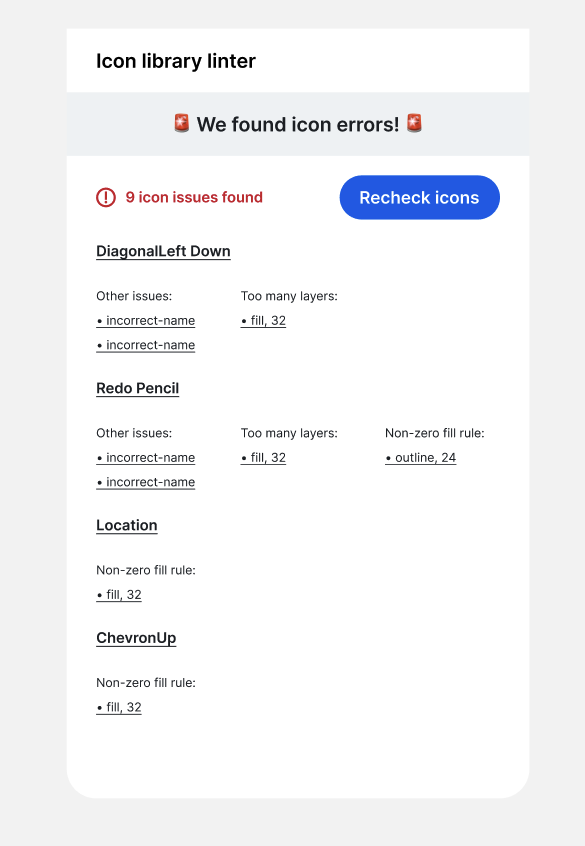 Icon library linter
🚨 We found icon errors! 🚨
9 icon issues found
Recheck icons
DiagonalLeft Down
Other issues:
• incorrect-name
• incorrect-name
Too many layers:
• fill, 32
Redo Pencil
Other issues:
• incorrect-name
• incorrect-name
Too many layers:
• fill, 32
Non-zero fill rule:
• outline, 24
Location
Non-zero fill rule:
• fill, 32
ChevronUp
Non-zero fill rule:
• fill, 32